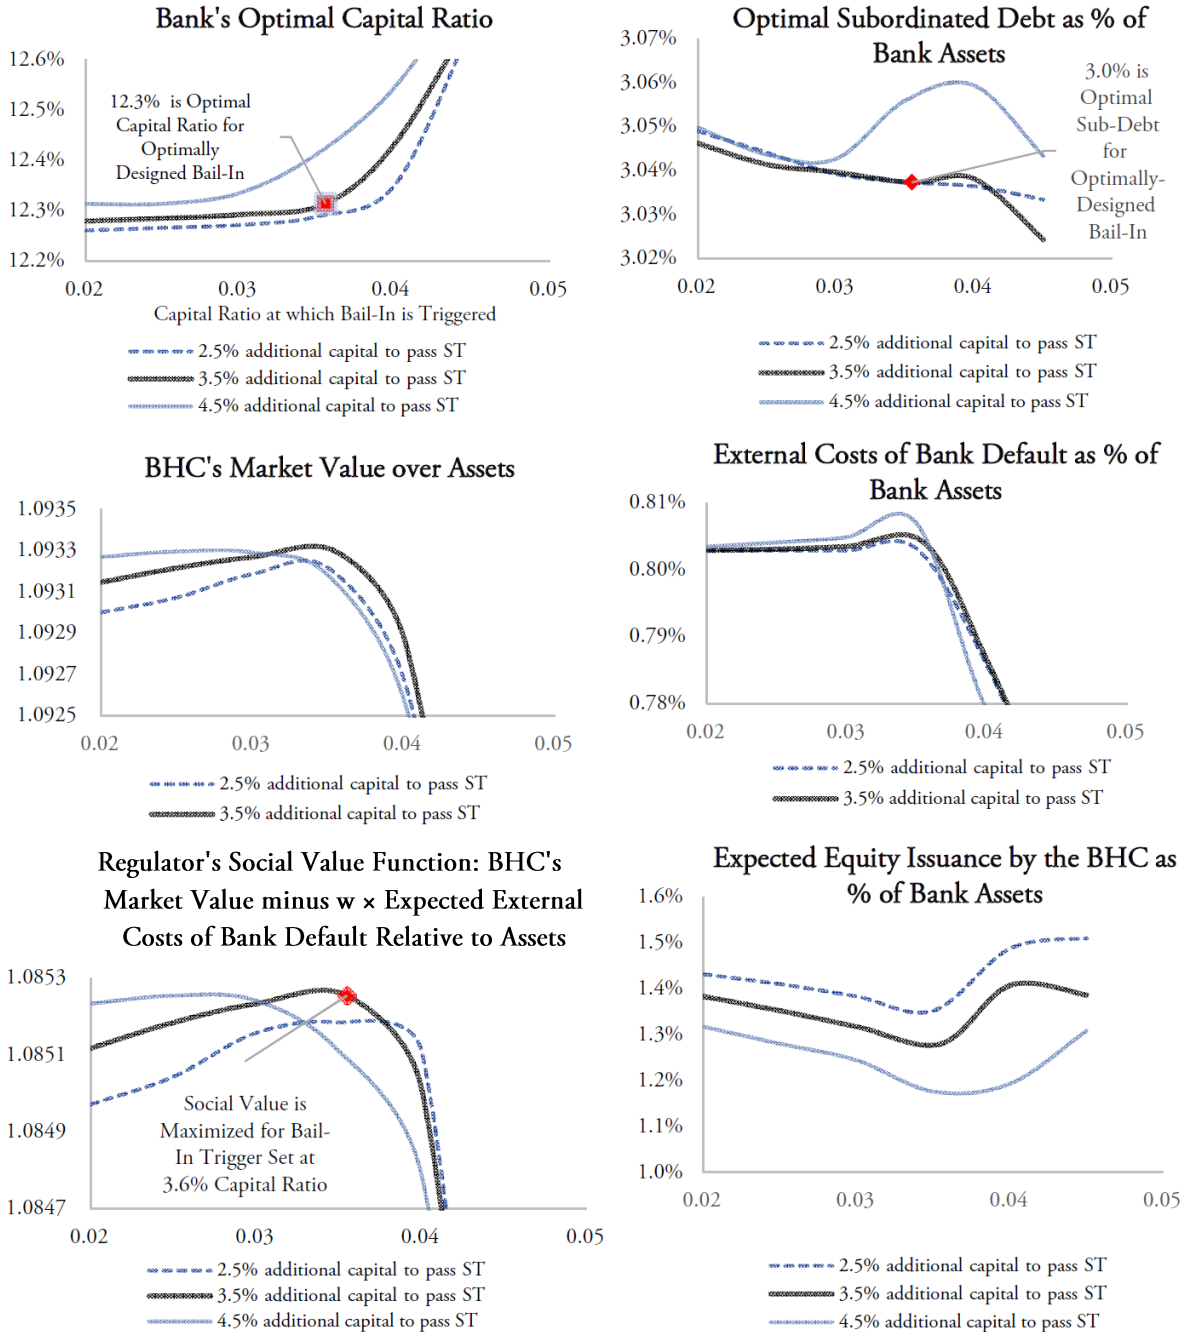 Bank's Optimal Capital Ratio
12.6%
12.5%
12.4%
12.3%
12.2%
12.3% is Optimal
Capital Ratio for
Optimally
Designed Bail-In
0.02
0.03
0.04
0.05
Capital Ratio at which Bail-In is Triggered
2.5% additional capital to pass ST
3.5% additional capital to pass ST
4.5% additional capital to pass ST
Optimal Subordinated Debt as % of
Bank Assets
3.07%
3.06%
3.05%
3.04%
3.03%
3.02%
3.0% is
Optimal
Sub-Debt
for
Optimally-
Designed
Bail-In
0.02
0.03
0.04
0.05
2.5% additional capital to pass ST
3.5% additional capital to pass ST
4.5% additional capital to pass ST
BHC's Market Value over Assets
1.0935
1.0933
1.0931
1.0929
1.0927
1.0925
0.02
0.03
0.04
0.05
2.5% additional capital to pass ST
3.5% additional capital to pass ST
External Costs of Bank Default as % of
Bank Assets
0.81%
0.80%
0.79%
0.78%
0.02
0.03
0.04
0.05
2.5% additional capital to pass ST
3.5% additional capital to pass ST
Regulator's Social Value Function: BHC's
Market Value minus w × Expected External
Costs of Bank Default Relative to Assets
1.0853
1.0851
1.0849
1.0847
Social Value is
Maximized for Bail-
In Trigger Set at
3.6% Capital Ratio
0.02
0.03
0.04
0.05
2.5% additional capital to pass ST
3.5% additional capital to pass ST
4.5% additional capital to pass ST
Expected Equity Issuance by the BHC as
% of Bank Assets
1.6%
1.5%
1.4%
1.3%
1.2%
1.1%
1.0%
0.02
0.03
0.04
0.05
2.5% additional capital to pass ST
3.5% additional capital to pass ST
4.5% additional capital to pass ST